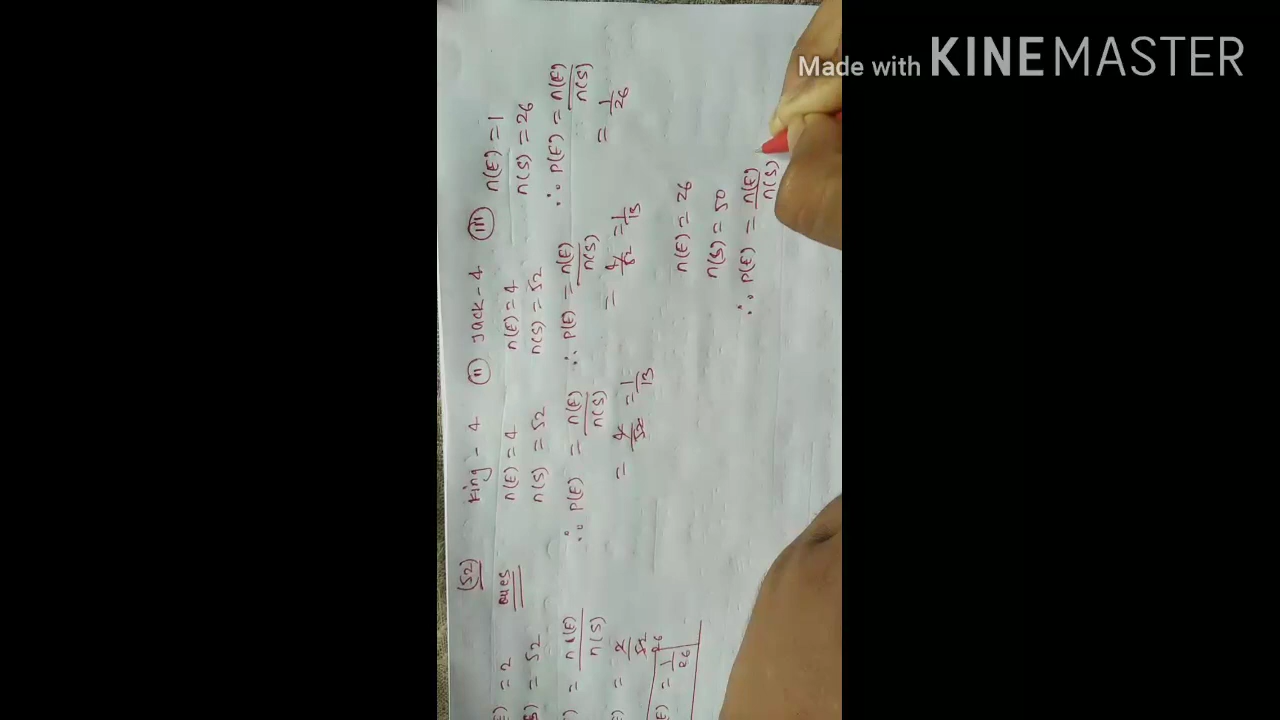 Made with KINEMASTER
(52)
ques
) = 2
) = 52
) = n(E)/n(S)
) = 2/52 26
(E) = 1/26
King - 4
n(E) = 4
n(S) = 52
∴ P(E) = n(E)/n(S)
= 4/52 = 1/13
(ii) Jack - 4
n(E) = 4
n(S) = 52
∴ P(E) = n(E)/n(S)
= 4/52 = 1/13
(iii) n(E) = 1
n(S) = 26
∴ P(E) = n(E)/n(S)
= 1/26
n(E) = 26
n(S) = 50
∴ P(E) = n(E)/n(S)